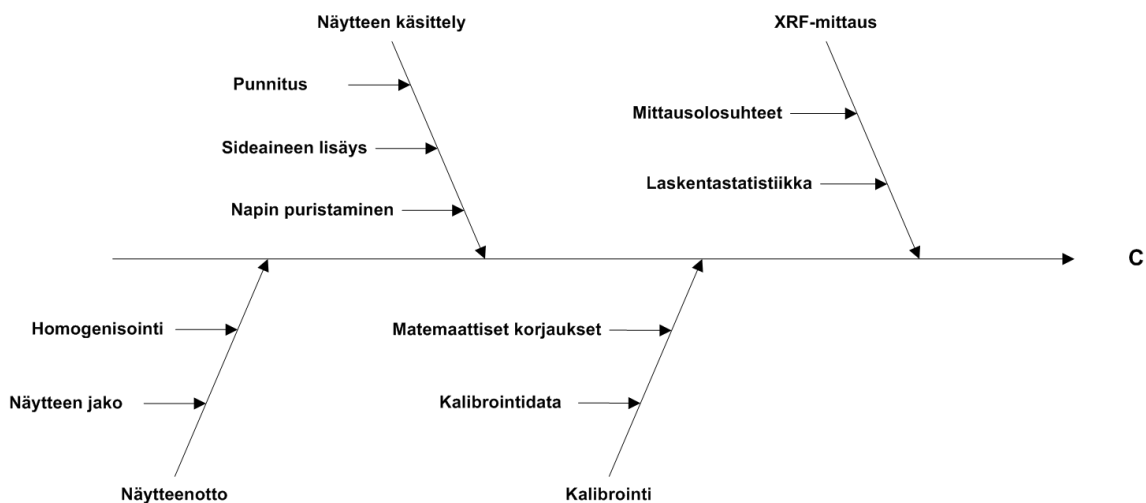 Näytteen käsittely
XRF-mittaus
Punnitus
Mittausolosuhteet
Sideaineen lisäys
Laskentastatistiikka
Napin puristaminen
C
Homogenisointi
Matemaattiset korjaukset
Näytteen jako
Kalibrointidata
Näytteenotto
Kalibrointi